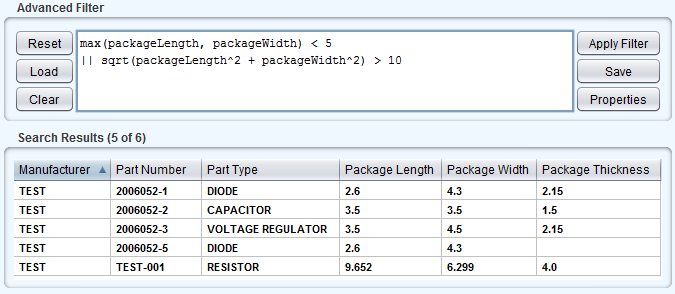 Advanced Filter
Reset
Load
Clear
max(packageLength, packageWidth) < 5
|| sqrt(packageLength^2 + packageWidth^2) > 10
Apply Filter
Save
Properties
Search Results (5 of 6)
Manufacturer Part Number Part Type Package Length Package Width Package Thickness
TEST 2006052-1 DIODE 2.6 4.3 2.15
TEST 2006052-2 CAPACITOR 3.5 3.5 1.5
TEST 2006052-3 VOLTAGE REGULATOR 3.5 4.5 2.15
TEST 2006052-5 DIODE 2.6 4.3
TEST TEST-001 RESISTOR 9.652 6.299 4.0